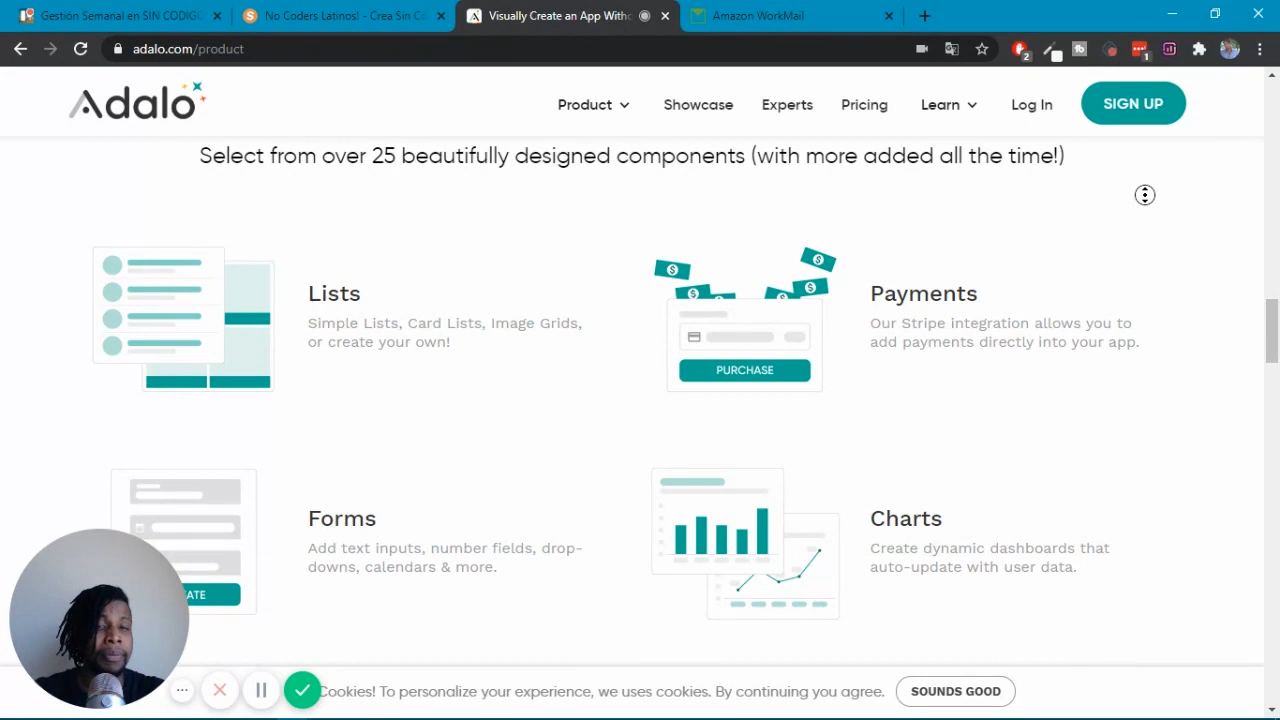 Gestión Semanal en SIN CODIGO
No Coders Latinos! - Crea Sin Co
Visually Create an App Witho
Amazon WorkMail
adalo.com/product
2
1
Adalo
Product
Showcase
Experts
Pricing
Learn
Log In
SIGN UP
Select from over 25 beautifully designed components (with more added all the time!)
Lists
Simple Lists, Card Lists, Image Grids,
or create your own!
PURCHASE
Payments
Our Stripe integration allows you to
add payments directly into your app.
ATE
Forms
Add text inputs, number fields, drop-
downs, calendars & more.
Charts
Create dynamic dashboards that
auto-update with user data.
Cookies! To personalize your experience, we uses cookies. By continuing you agree.
SOUNDS GOOD